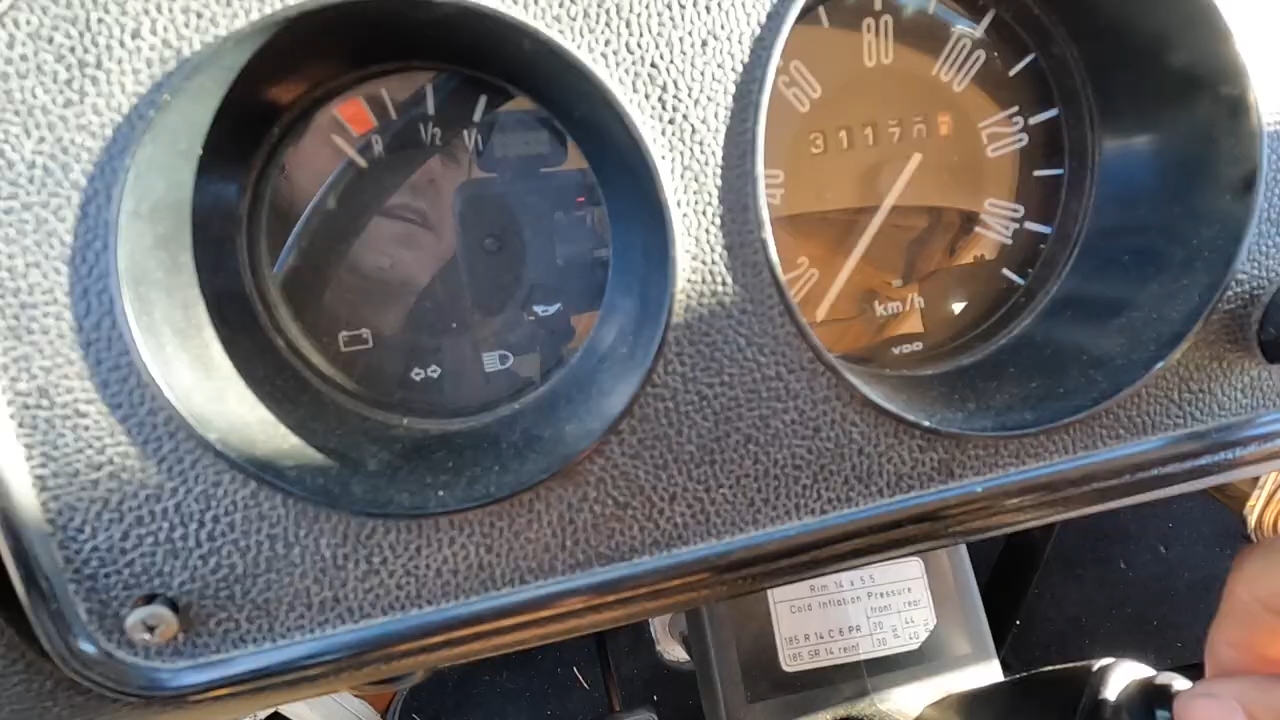 R 1/2 1/1
20 40 60 80 100 120 140
km/h
VDO
Rim 14 x 5.5
Cold Inflation Pressure
front rear
185 R 14 C 6 PR 30 44
psi
185 SR 14 reinf 30 40